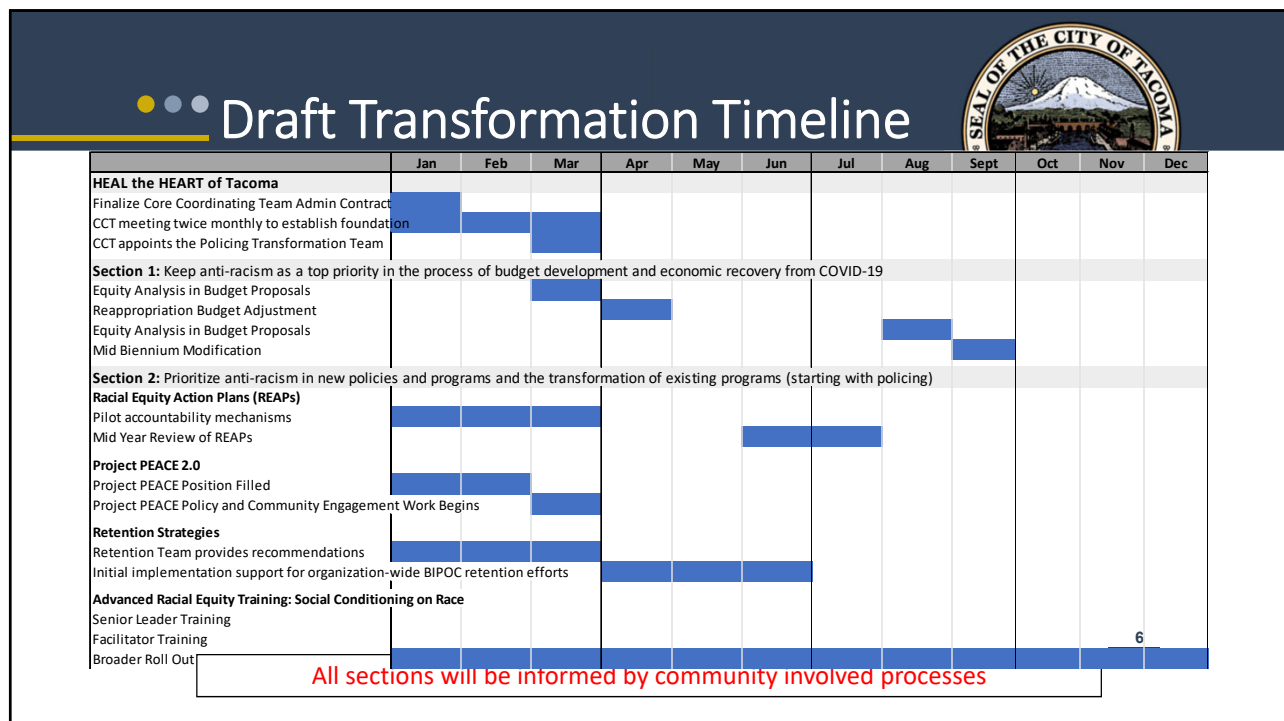 SEAL OF THE CITY OF TACOMA
Draft Transformation Timeline
Jan Feb Mar Apr May Jun Jul Aug Sept Oct Nov Dec
HEAL the HEART of Tacoma
Finalize Core Coordinating Team Admin Contract
CCT meeting twice monthly to establish foundation
CCT appoints the Policing Transformation Team
Section 1: Keep anti-racism as a top priority in the process of budget development and economic recovery from COVID-19
Equity Analysis in Budget Proposals
Reappropriation Budget Adjustment
Equity Analysis in Budget Proposals
Mid Biennium Modification
Section 2: Prioritize anti-racism in new policies and programs and the transformation of existing programs (starting with policing)
Racial Equity Action Plans (REAPs)
Pilot accountability mechanisms
Mid Year Review of REAPs
Project PEACE 2.0
Project PEACE Position Filled
Project PEACE Policy and Community Engagement Work Begins
Retention Strategies
Retention Team provides recommendations
Initial implementation support for organization-wide BIPOC retention efforts
Advanced Racial Equity Training: Social Conditioning on Race
Senior Leader Training
Facilitator Training
6
Broader Roll Out
All sections will be informed by community involved processes